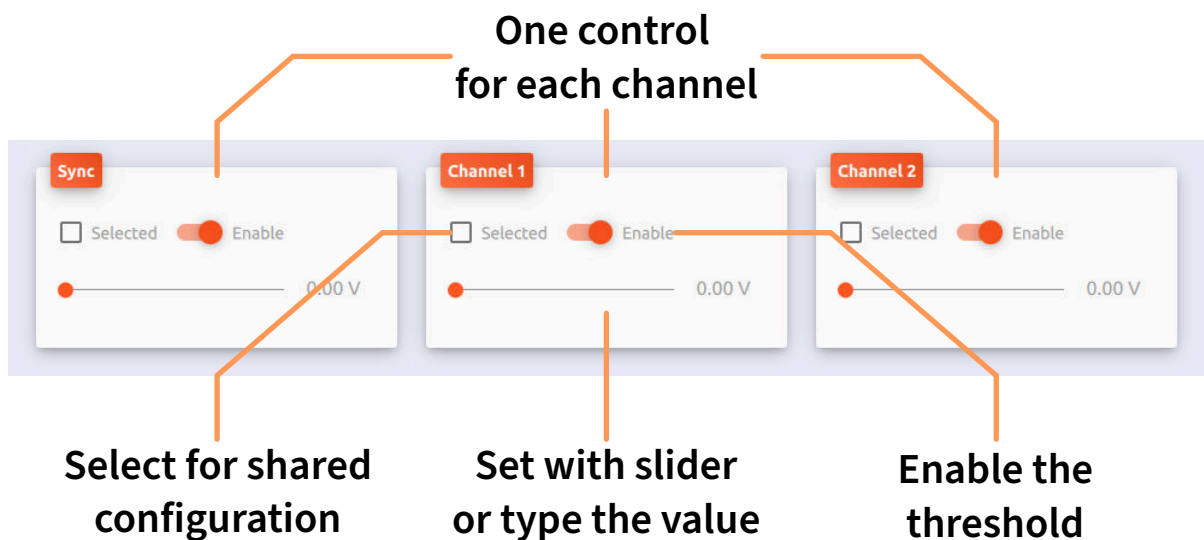 One control
for each channel
Sync
Channel 1
Channel 2
Selected Enable
Selected Enable
Selected Enable
0.00 V
0.00 V
0.00 V
Select for shared
configuration
Set with slider
or type the value
Enable the
threshold